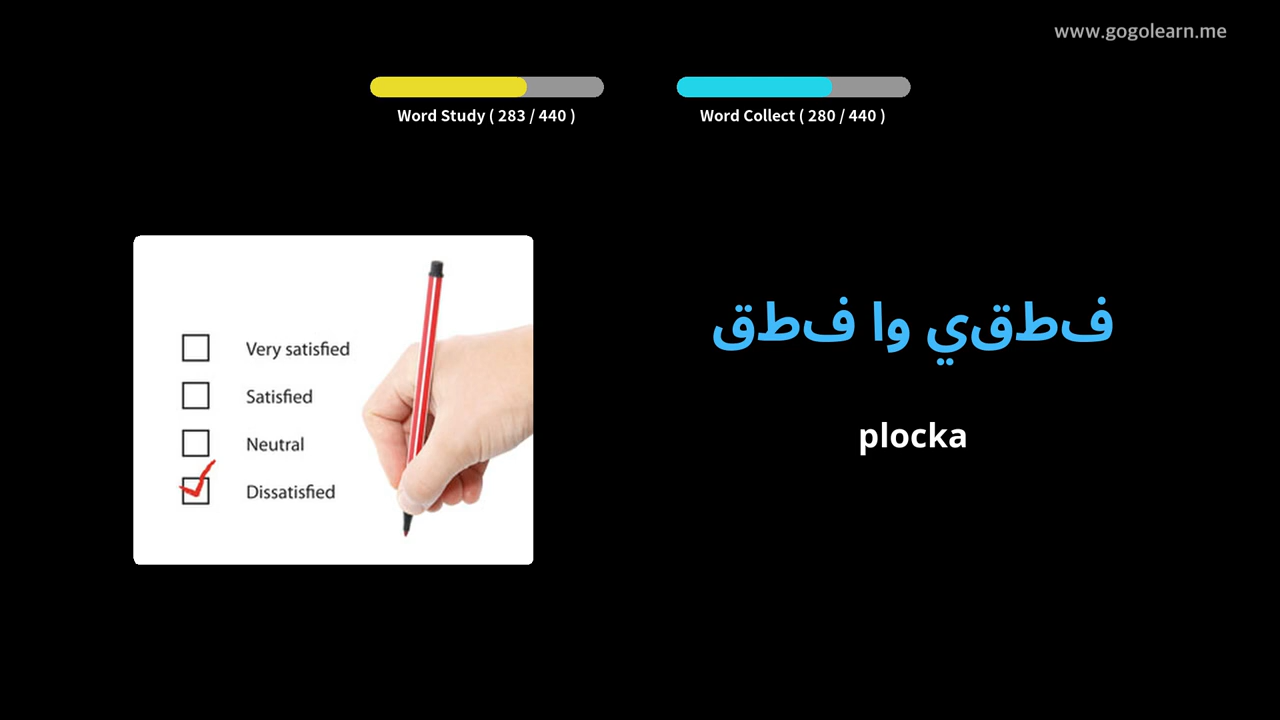 www.gogolearn.me
Word Study ( 283 / 440 )
Word Collect ( 280 / 440 )
Very satisfied
Satisfied
Neutral
Dissatisfied
فطقي وا فطق
plocka